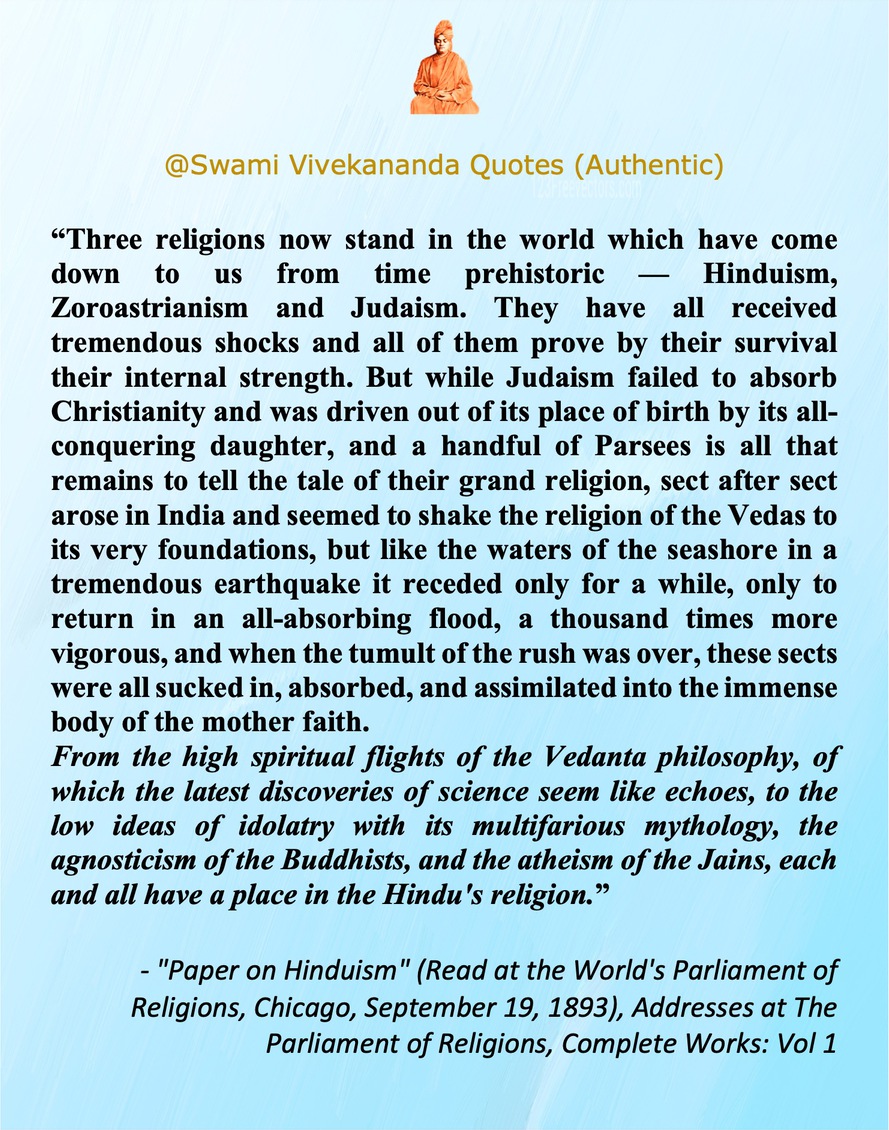 @Swami Vivekananda Quotes (Authentic)
“Three religions now stand in the world which have come
down to us from time prehistoric — Hinduism,
Zoroastrianism and Judaism. They have all received
tremendous shocks and all of them prove by their survival
their internal strength. But while Judaism failed to absorb
Christianity and was driven out of its place of birth by its all-
conquering daughter, and a handful of Parsees is all that
remains to tell the tale of their grand religion, sect after sect
arose in India and seemed to shake the religion of the Vedas to
its very foundations, but like the waters of the seashore in a
tremendous earthquake it receded only for a while, only to
return in an all-absorbing flood, a thousand times more
vigorous, and when the tumult of the rush was over, these sects
were all sucked in, absorbed, and assimilated into the immense
body of the mother faith.
From the high spiritual flights of the Vedanta philosophy, of
which the latest discoveries of science seem like echoes, to the
low ideas of idolatry with its multifarious mythology, the
agnosticism of the Buddhists, and the atheism of the Jains, each
and all have a place in the Hindu's religion.”
- "Paper on Hinduism" (Read at the World's Parliament of
Religions, Chicago, September 19, 1893), Addresses at The
Parliament of Religions, Complete Works: Vol 1